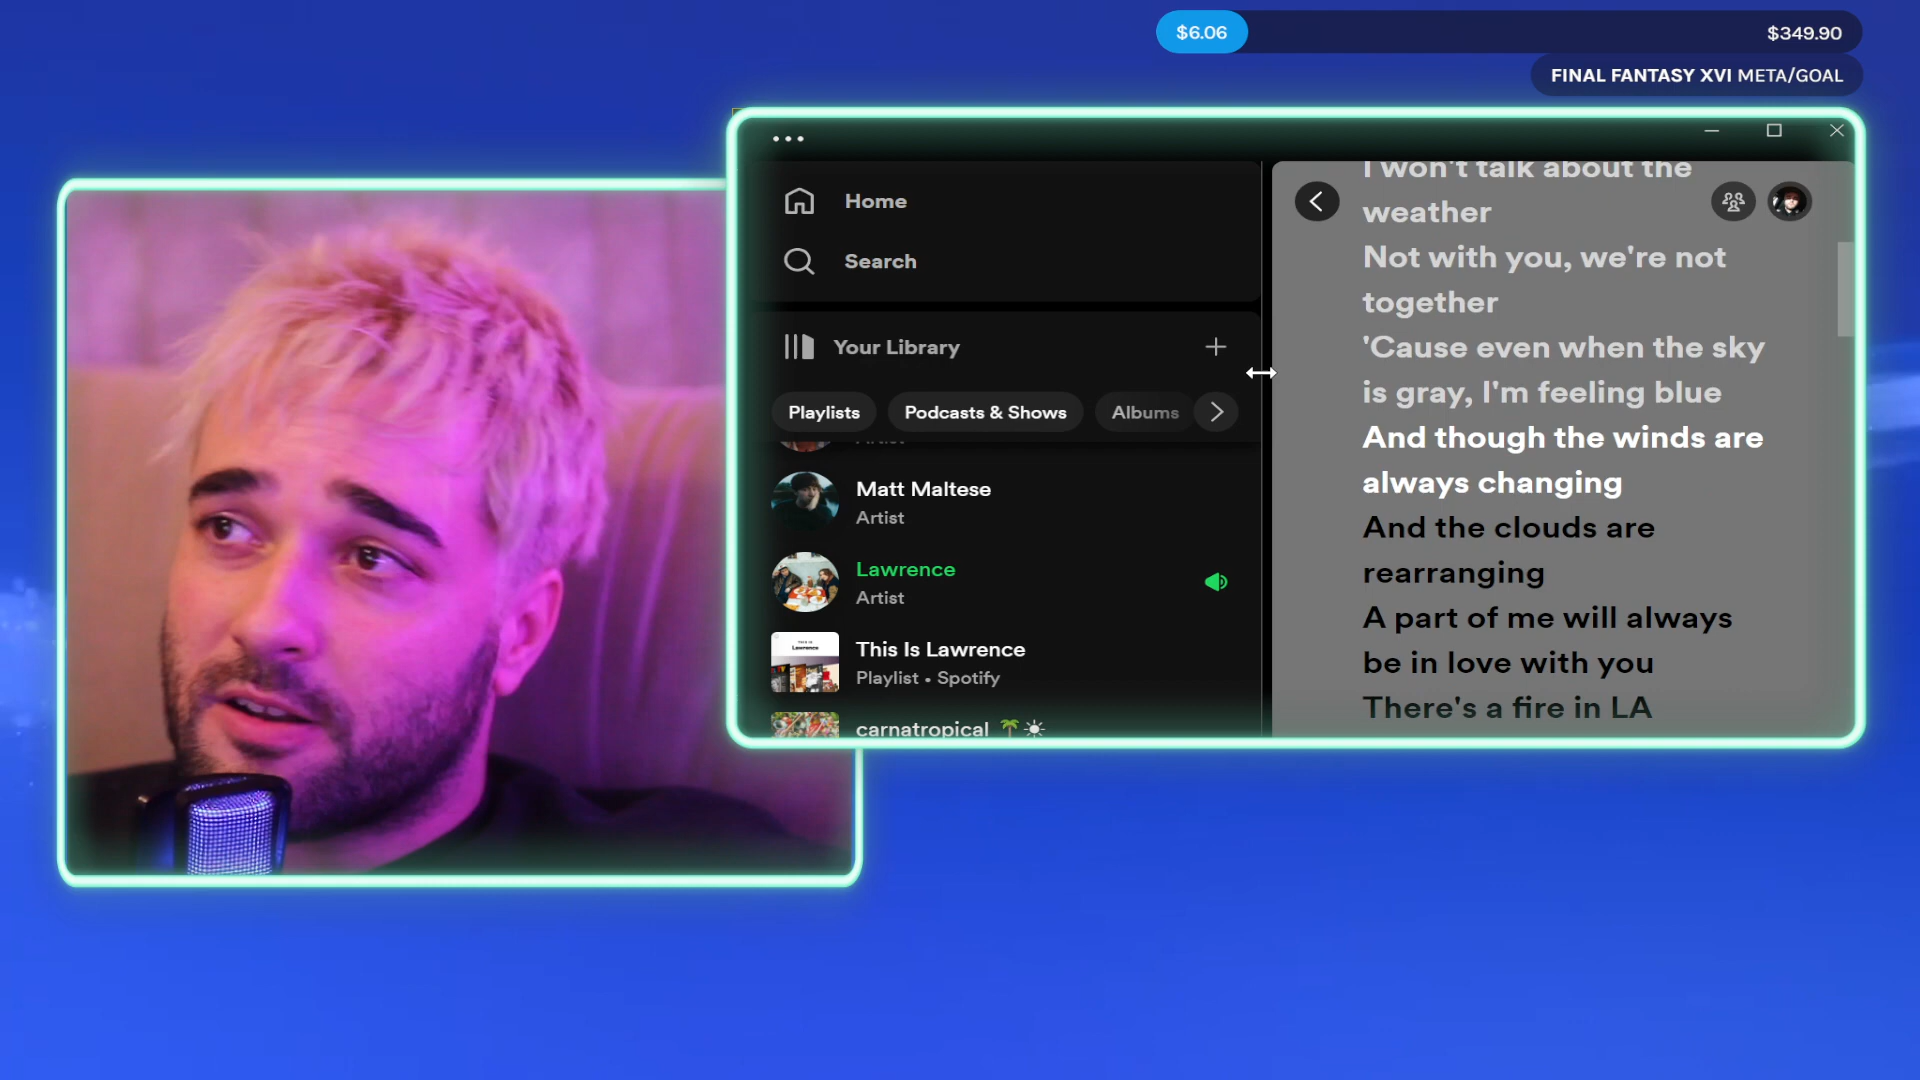 $6.06
$349.90
FINAL FANTASY XVI META/GOAL
Home
Search
Your Library
Playlists
Podcasts & Shows
Albums
Artist
Matt Maltese
Artist
Lawrence
Artist
This Is Lawrence
Playlist • Spotify
carnatropical 🌴☀
I won't talk about the
weather
Not with you, we're not
together
'Cause even when the sky
is gray, I'm feeling blue
And though the winds are
always changing
And the clouds are
rearranging
A part of me will always
be in love with you
There's a fire in LA